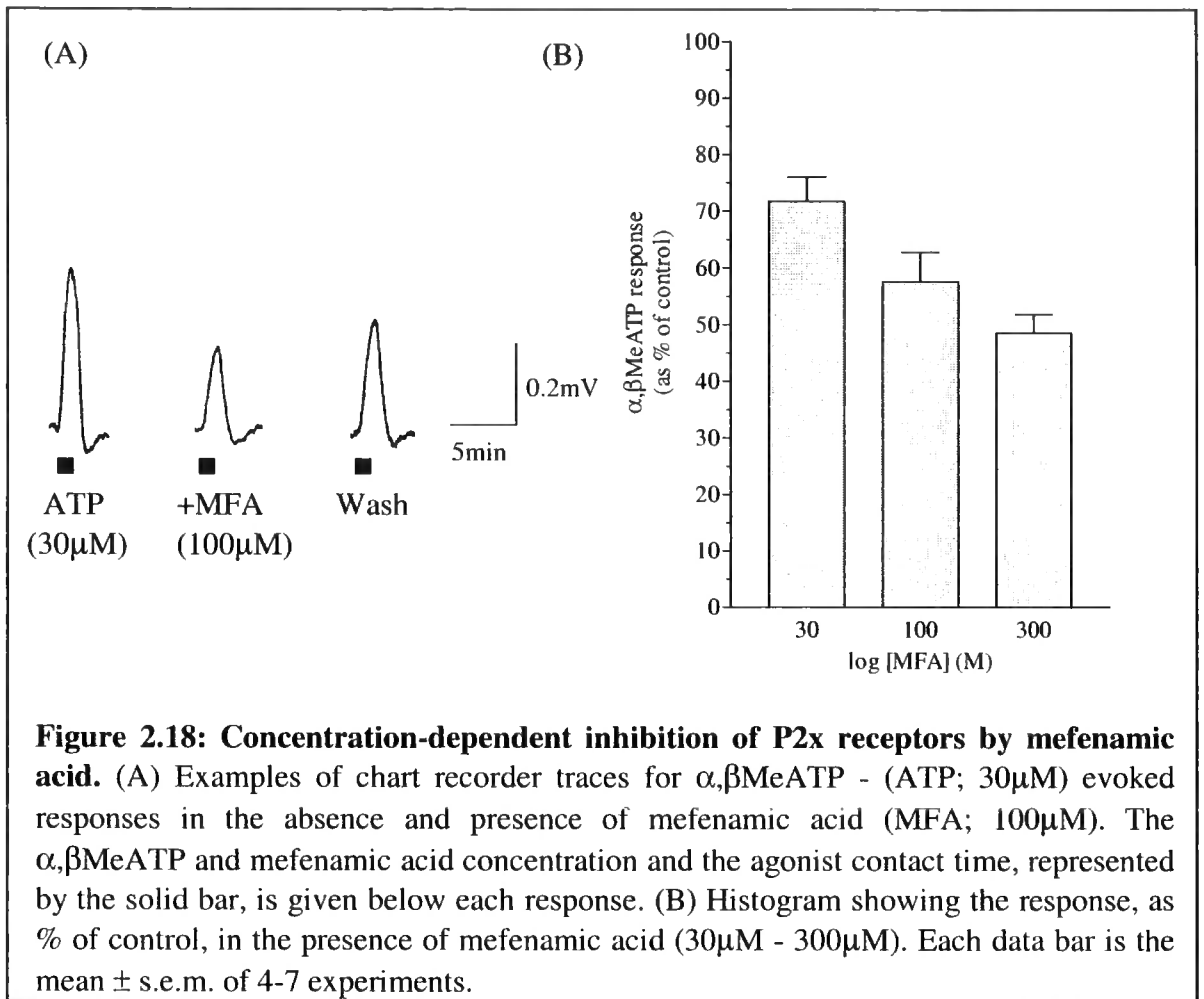 (A)
ATP
(30μM)
+MFA
(100μM)
Wash
0.2mV
5min
(B)
α,βMeATP response
(as % of control)
100
90
80
70
60
50
40
30
20
10
0
30 100 300
log [MFA] (M)
Figure 2.18: Concentration-dependent inhibition of P2x receptors by mefenamic
acid. (A) Examples of chart recorder traces for α,βMeATP - (ATP; 30μM) evoked
responses in the absence and presence of mefenamic acid (MFA; 100μM). The
α,βMeATP and mefenamic acid concentration and the agonist contact time, represented
by the solid bar, is given below each response. (B) Histogram showing the response, as
% of control, in the presence of mefenamic acid (30μM - 300μM). Each data bar is the
mean ± s.e.m. of 4-7 experiments.